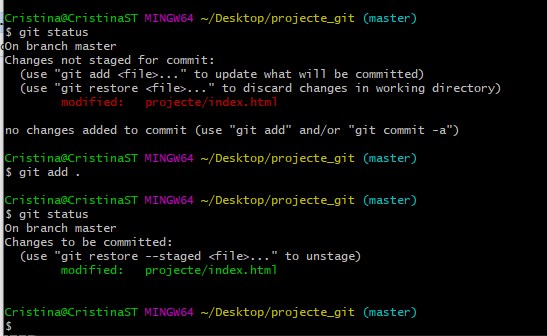 Cristina@CristinaST MINGW64 ~/Desktop/projecte_git (master)
$ git status
On branch master
Changes not staged for commit:
  (use "git add <file>..." to update what will be committed)
  (use "git restore <file>..." to discard changes in working directory)
        modified:   projecte/index.html

no changes added to commit (use "git add" and/or "git commit -a")

Cristina@CristinaST MINGW64 ~/Desktop/projecte_git (master)
$ git add .

Cristina@CristinaST MINGW64 ~/Desktop/projecte_git (master)
$ git status
On branch master
Changes to be committed:
  (use "git restore --staged <file>..." to unstage)
        modified:   projecte/index.html


Cristina@CristinaST MINGW64 ~/Desktop/projecte_git (master)
$